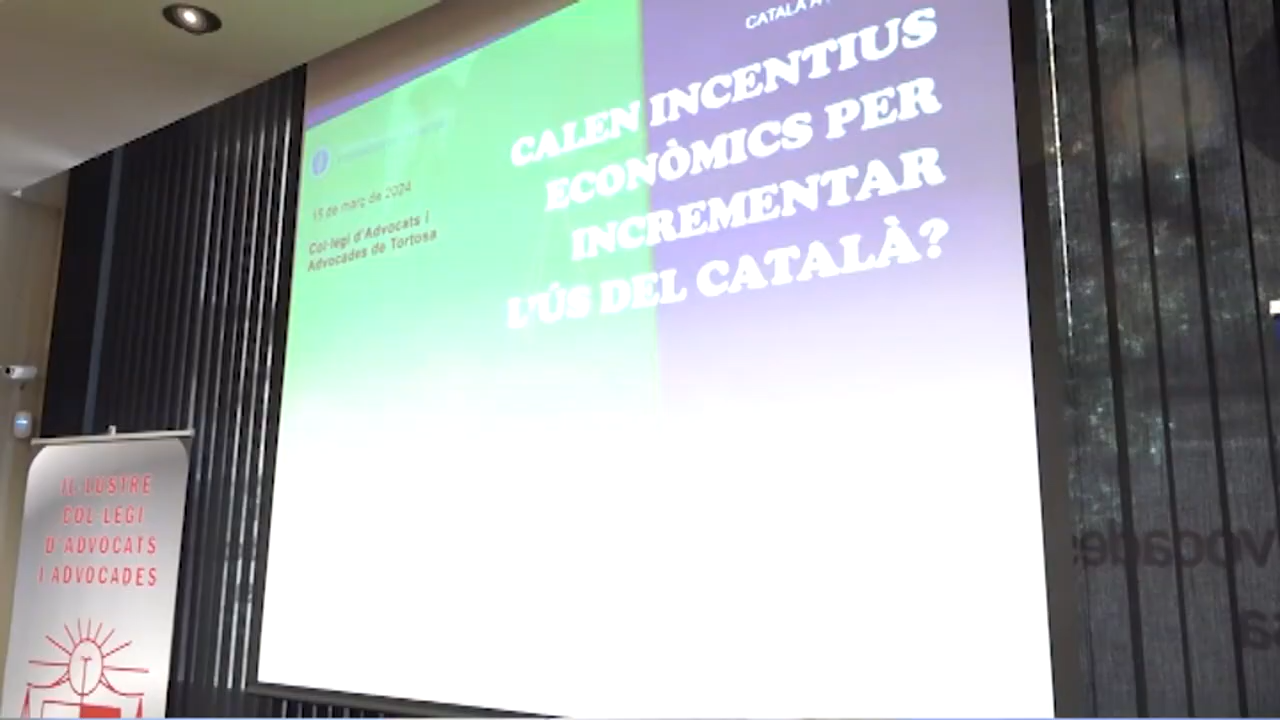 CATALÀ A
CALEN INCENTIUS
ECONÒMICS PER
INCREMENTAR
L'ÚS DEL CATALÀ?
15 de març de 2024
Col·legi d'Advocats i
Advocades de Tortosa
IL·LUSTRE
COL·LEGI
D'ADVOCATS
I ADVOCADES